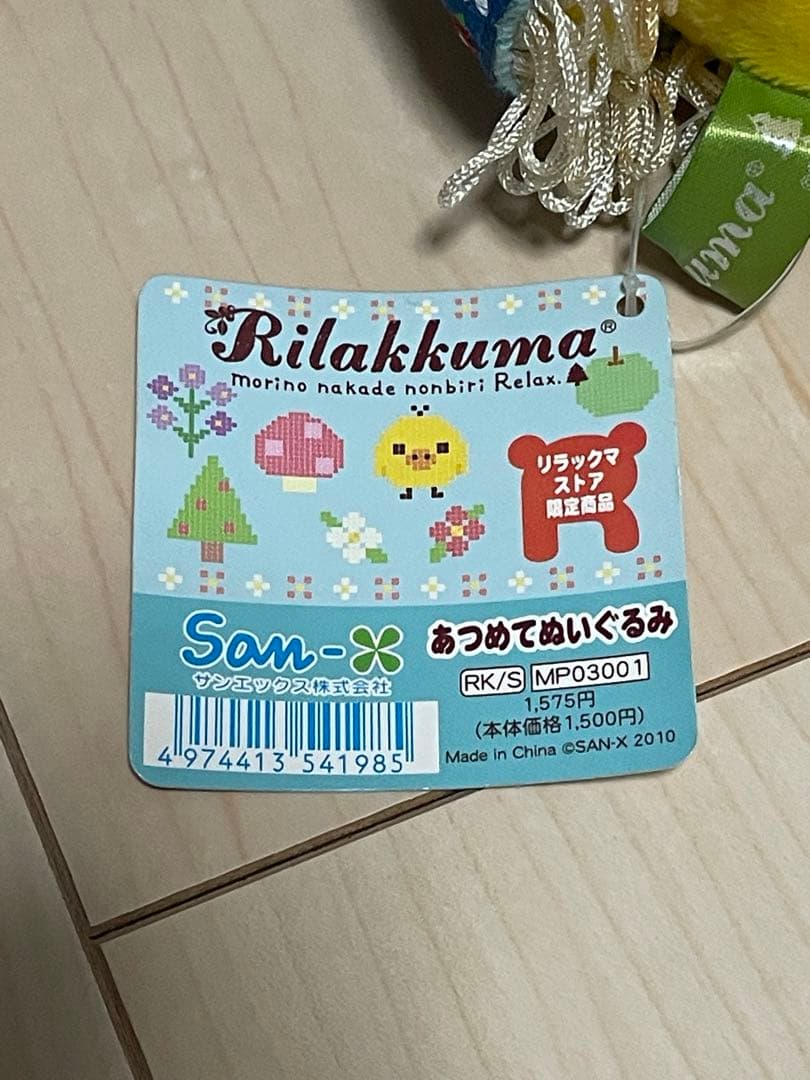 uma®
Rilakkuma®
morino nakade nonbiri Relax.
リラックマ
ストア
限定商品
San-X
サンエックス株式会社
あつめてぬいぐるみ
RK/S MP03001
1,575円
(本体価格1,500円)
Made in China ©SAN-X 2010
4 974413 541985